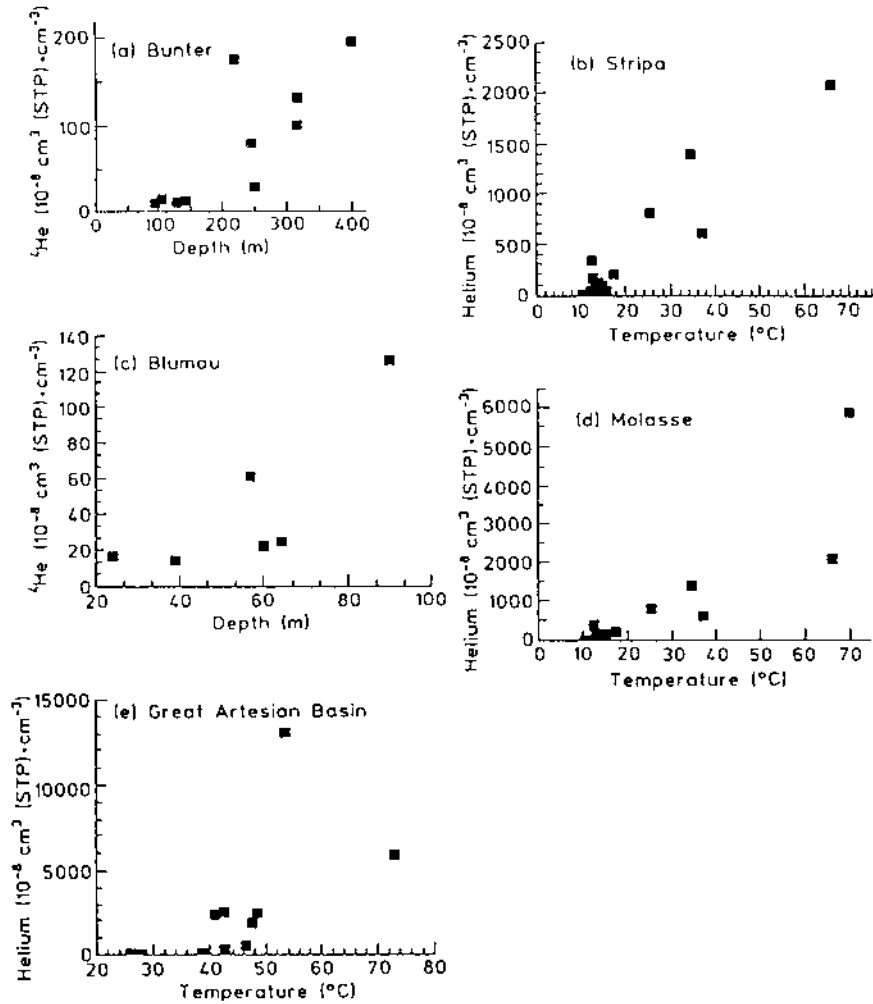 (a) Bunter
⁴He (10⁻⁸ cm³ (STP)·cm⁻³)
200
100
0
0 100 200 300 400
Depth (m)
(b) Stripa
Helium (10⁻⁸ cm³ (STP)·cm⁻³)
2500
2000
1500
1000
500
0
0 10 20 30 40 50 60 70
Temperature (°C)
(c) Blumau
⁴He (10⁻⁸ cm³ (STP)·cm⁻³)
140
120
100
80
60
40
20
0
20 40 60 80 100
Depth (m)
(d) Molasse
Helium (10⁻⁸ cm³ (STP)·cm⁻³)
6000
5000
4000
3000
2000
1000
0
0 10 20 30 40 50 60 70
Temperature (°C)
(e) Great Artesian Basin
Helium (10⁻⁸ cm³ (STP)·cm⁻³)
15000
10000
5000
0
20 30 40 50 60 70 80
Temperature (°C)